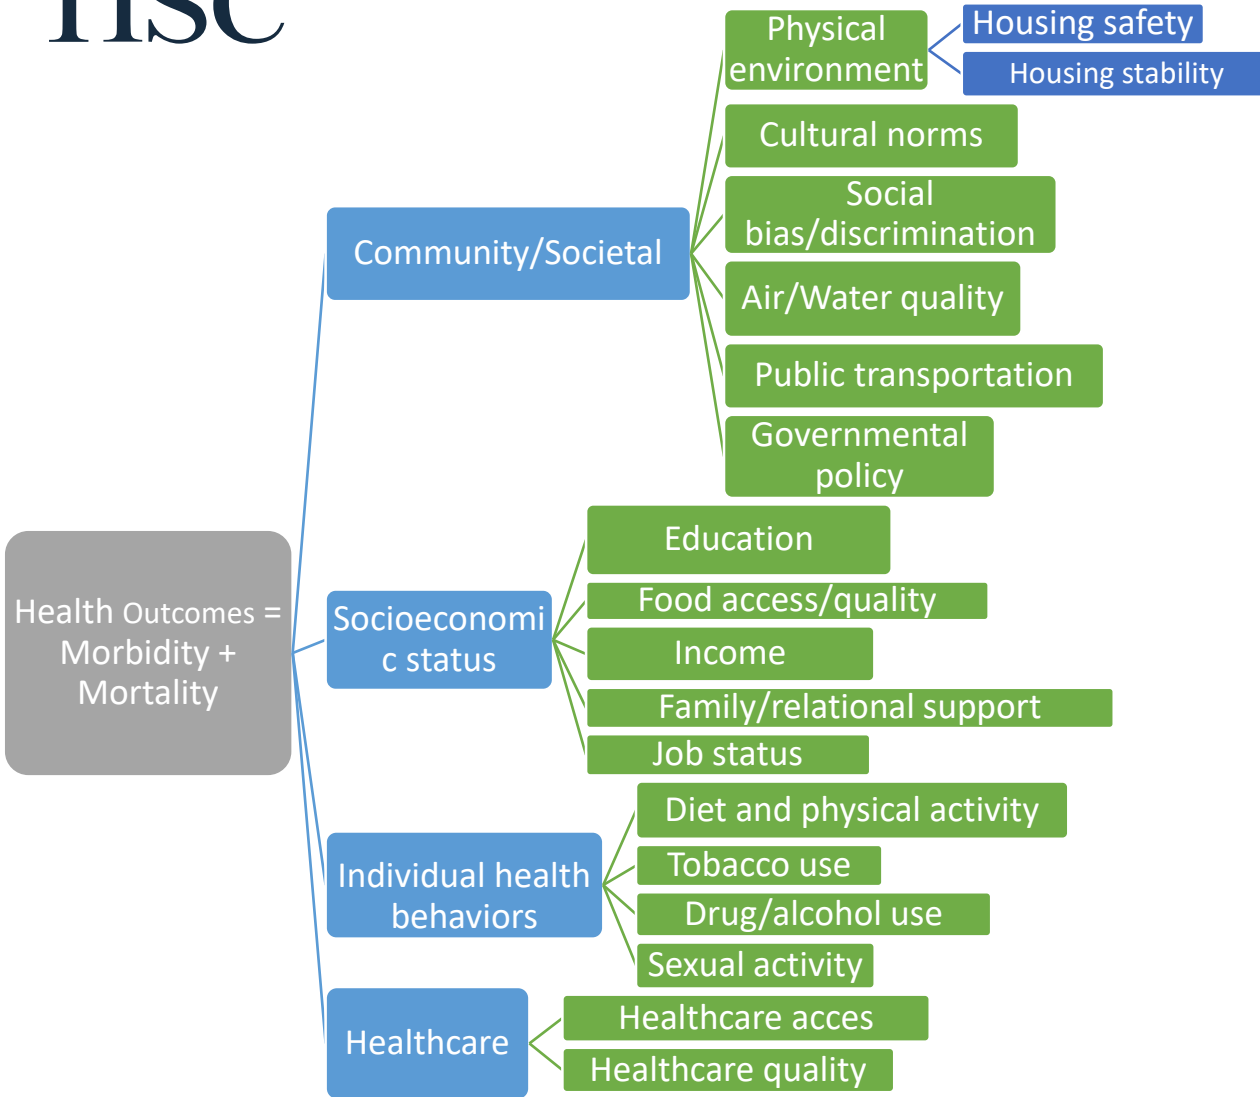 HSC
Physical
environment
Housing safety
Housing stability
Cultural norms
Social
bias/discrimination
Community/Societal
Air/Water quality
Public transportation
Governmental
policy
Health Outcomes =
Morbidity +
Mortality
Socioeconomi
c status
Education
Food access/quality
Income
Family/relational support
Job status
Individual health
behaviors
Diet and physical activity
Tobacco use
Drug/alcohol use
Sexual activity
Healthcare
Healthcare acces
Healthcare quality